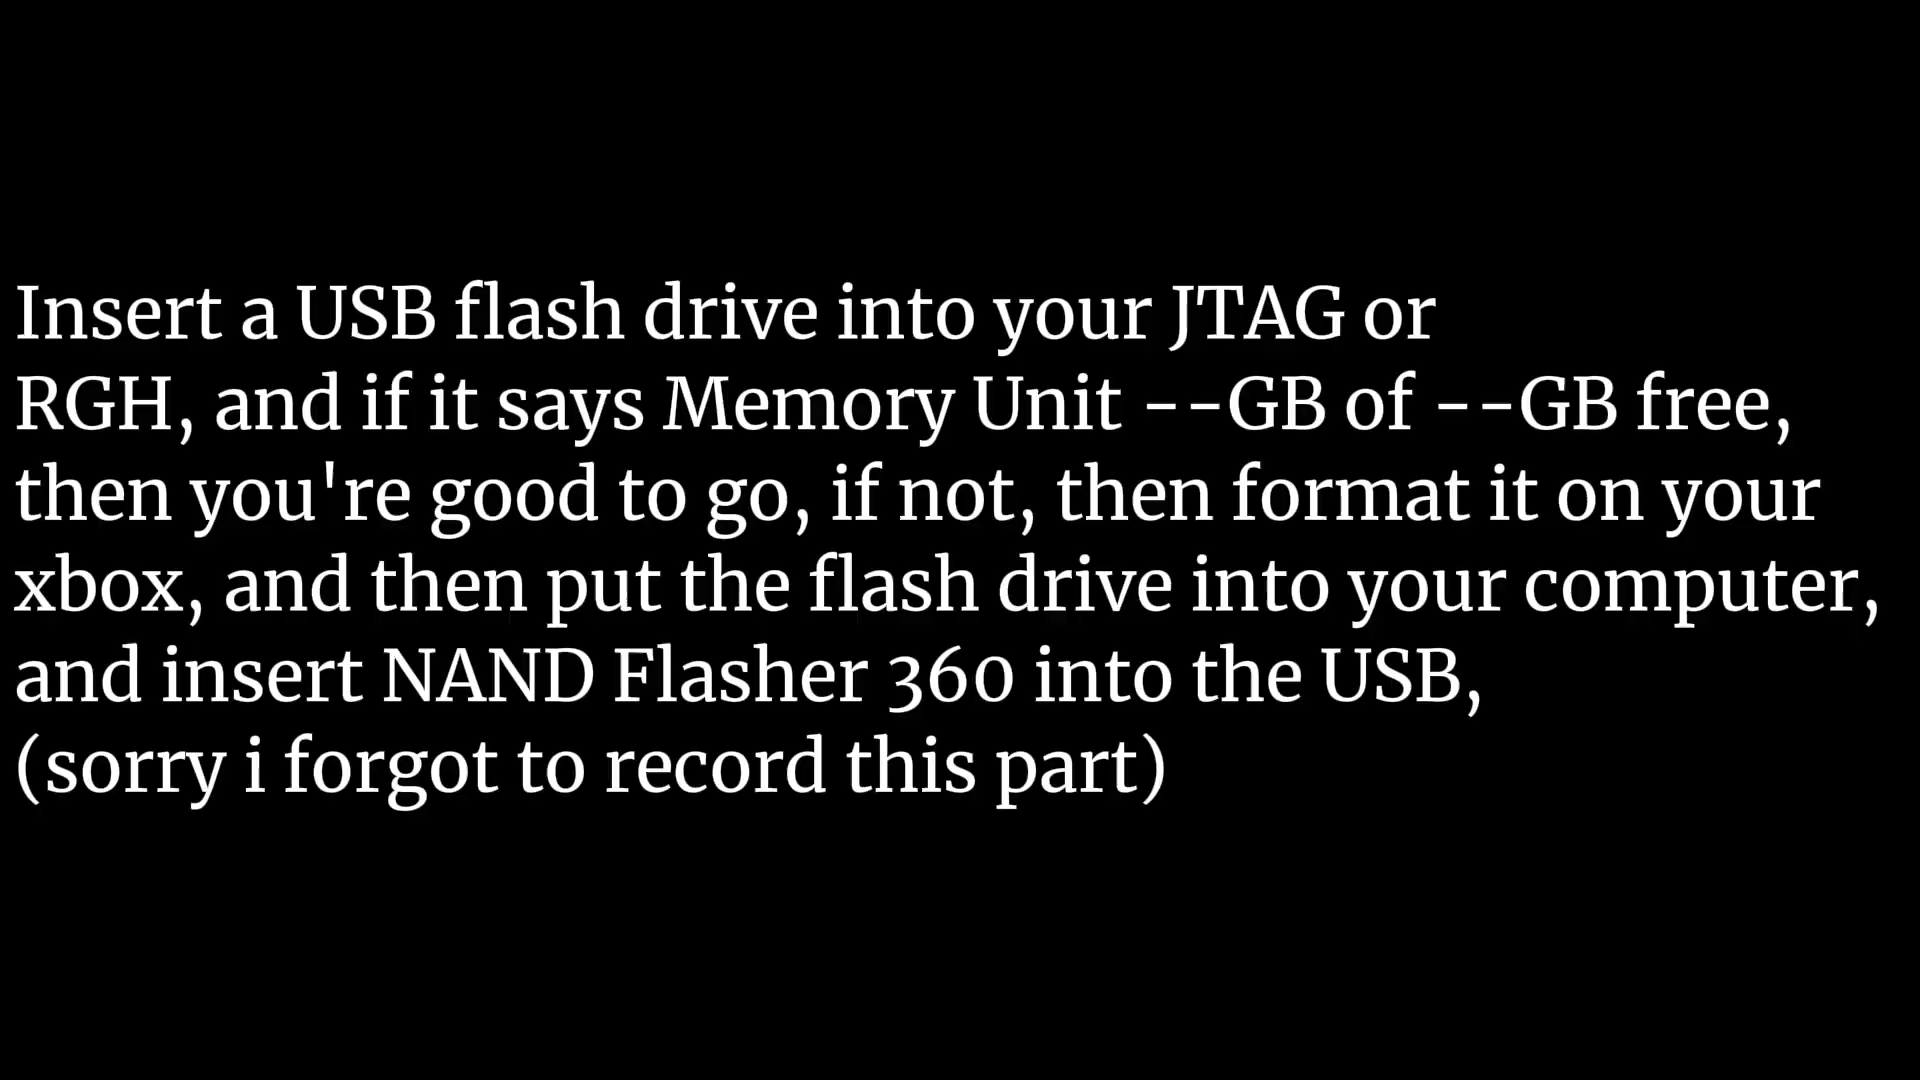 Insert a USB flash drive into your JTAG or
RGH, and if it says Memory Unit --GB of --GB free,
then you're good to go, if not, then format it on your
xbox, and then put the flash drive into your computer,
and insert NAND Flasher 360 into the USB,
(sorry i forgot to record this part)